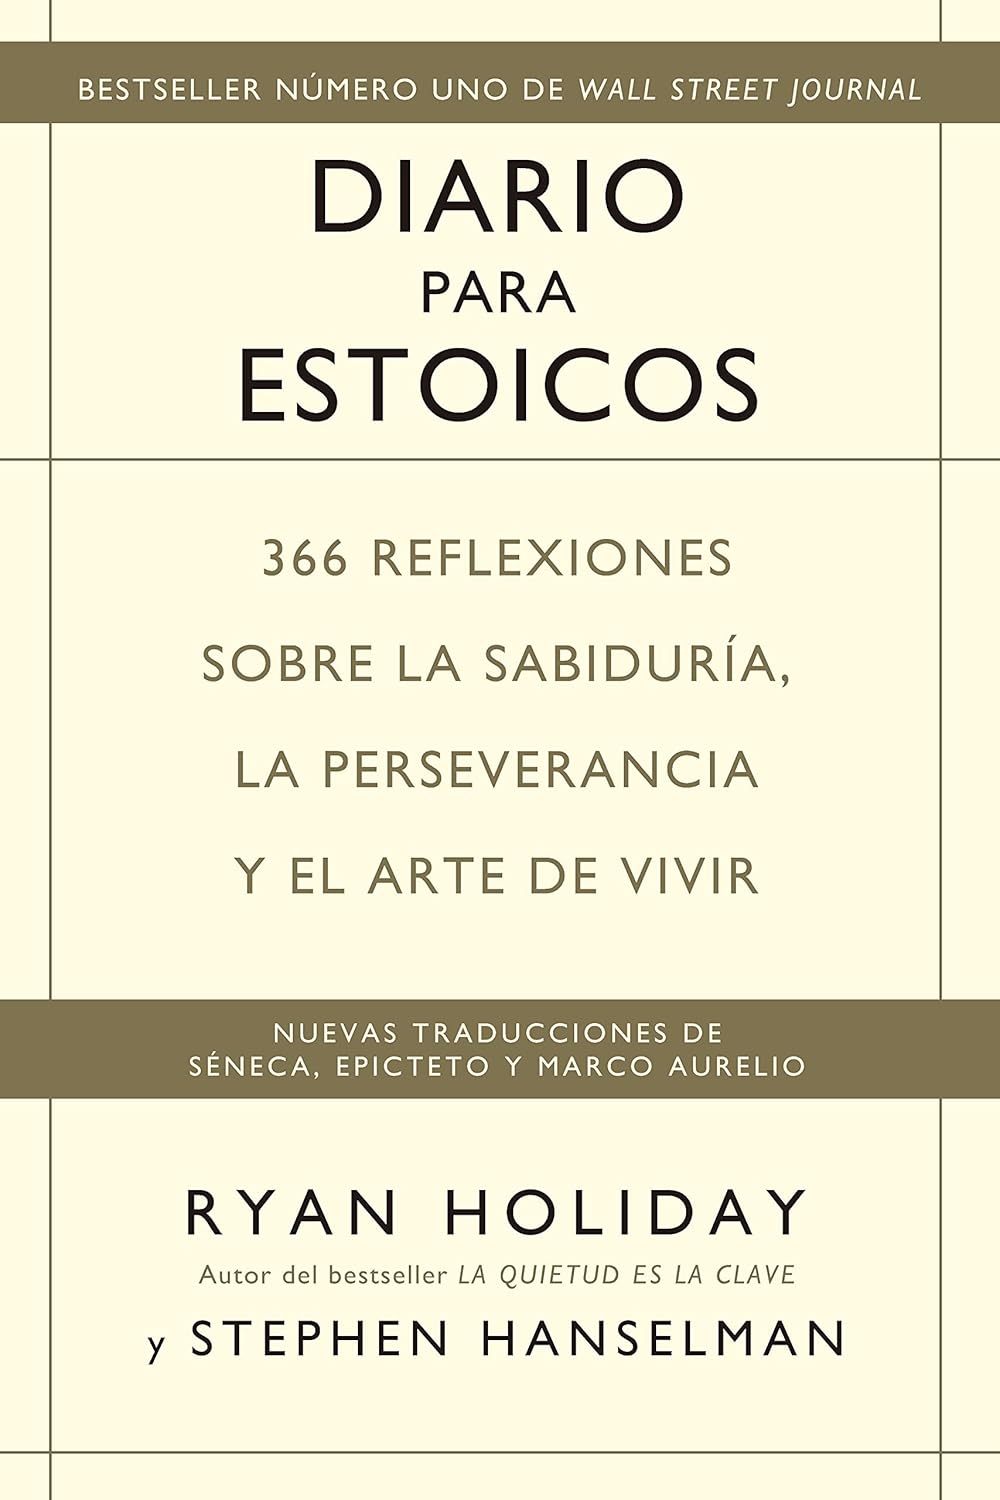 BESTSELLER NÚMERO UNO DE WALL STREET JOURNAL
DIARIO
PARA
ESTOICOS
366 REFLEXIONES
SOBRE LA SABIDURÍA,
LA PERSEVERANCIA
Y EL ARTE DE VIVIR
NUEVAS TRADUCCIONES DE
SÉNECA, EPICTETO Y MARCO AURELIO
RYAN HOLIDAY
Autor del bestseller LA QUIETUD ES LA CLAVE
y STEPHEN HANSELMAN